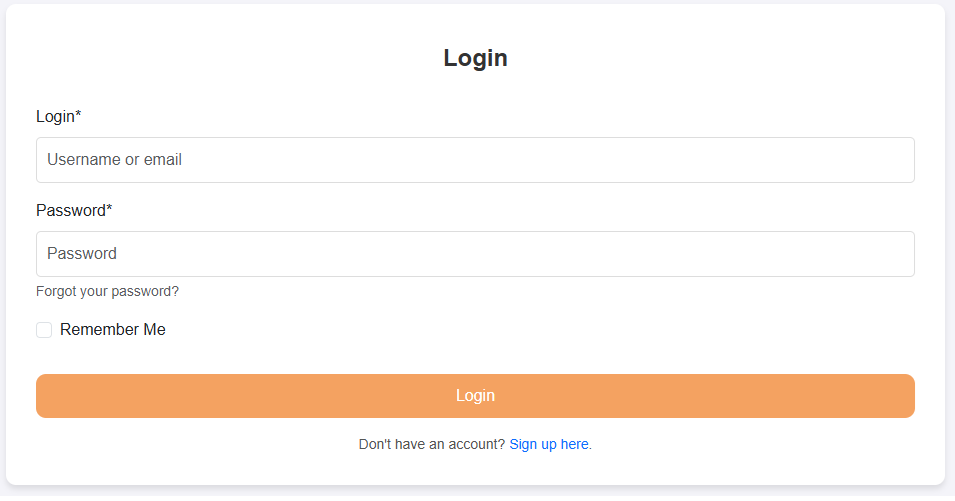 Login
Login*
Username or email
Password*
Password
Forgot your password?
Remember Me
Login
Don't have an account? Sign up here.